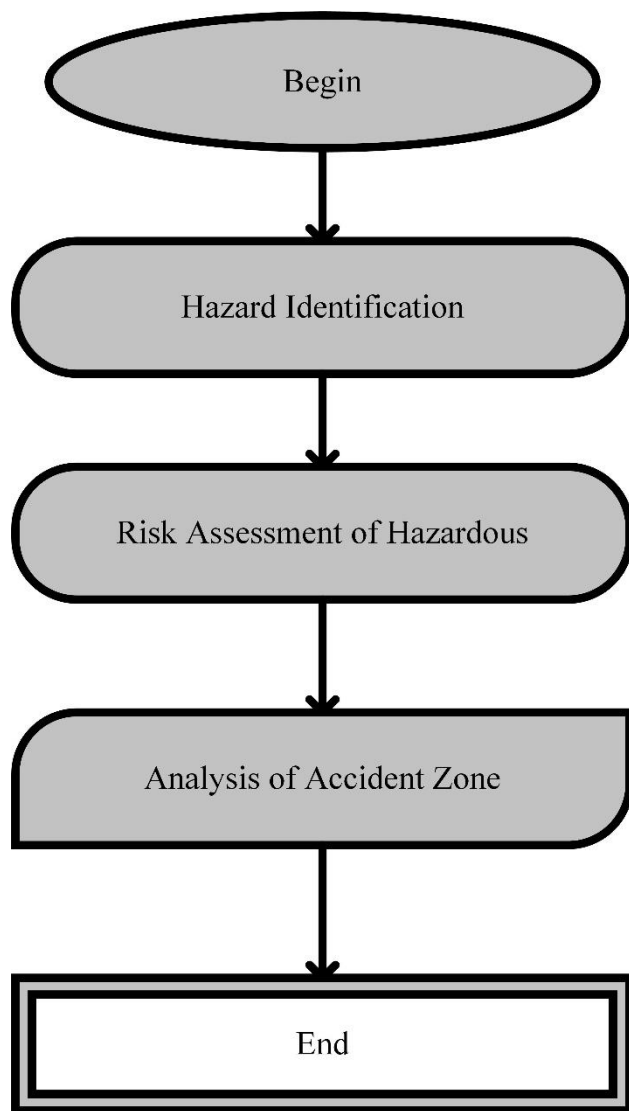 Begin
Hazard Identification
Risk Assessment of Hazardous
Analysis of Accident Zone
End